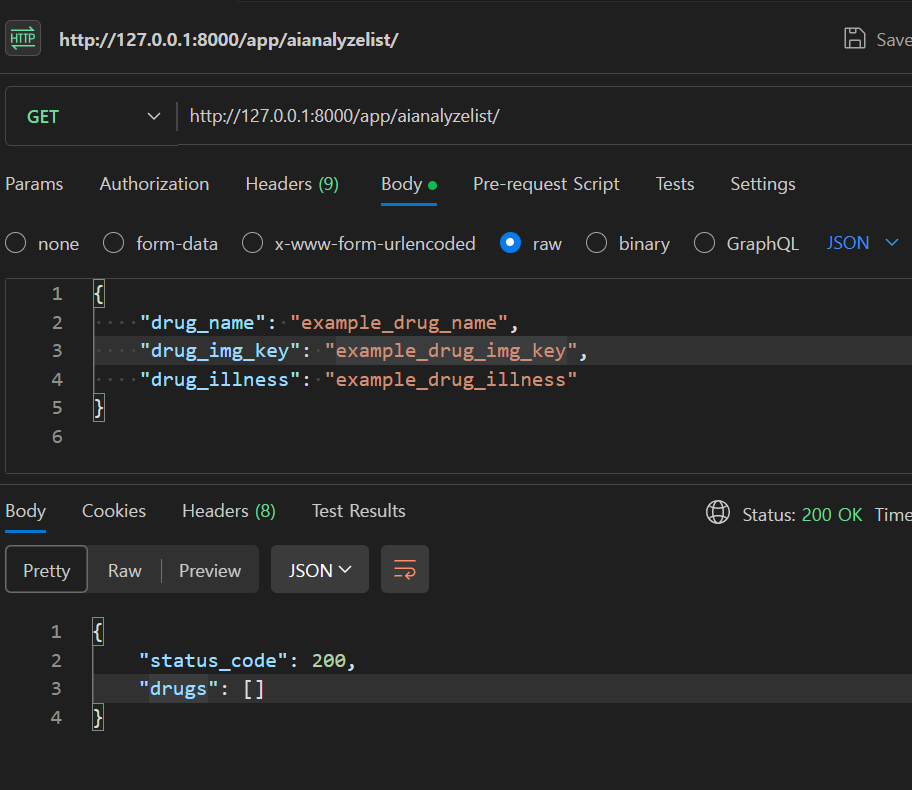 HTTP http://127.0.0.1:8000/app/aianalyzelist/ Save
GET http://127.0.0.1:8000/app/aianalyzelist/
Params Authorization Headers (9) Body Pre-request Script Tests Settings
none form-data x-www-form-urlencoded raw binary GraphQL JSON
1 {
2 "drug_name": "example_drug_name",
3 "drug_img_key": "example_drug_img_key",
4 "drug_illness": "example_drug_illness"
5 }
6
Body Cookies Headers (8) Test Results Status: 200 OK Time
Pretty Raw Preview JSON
1 {
2 "status_code": 200,
3 "drugs": []
4 }